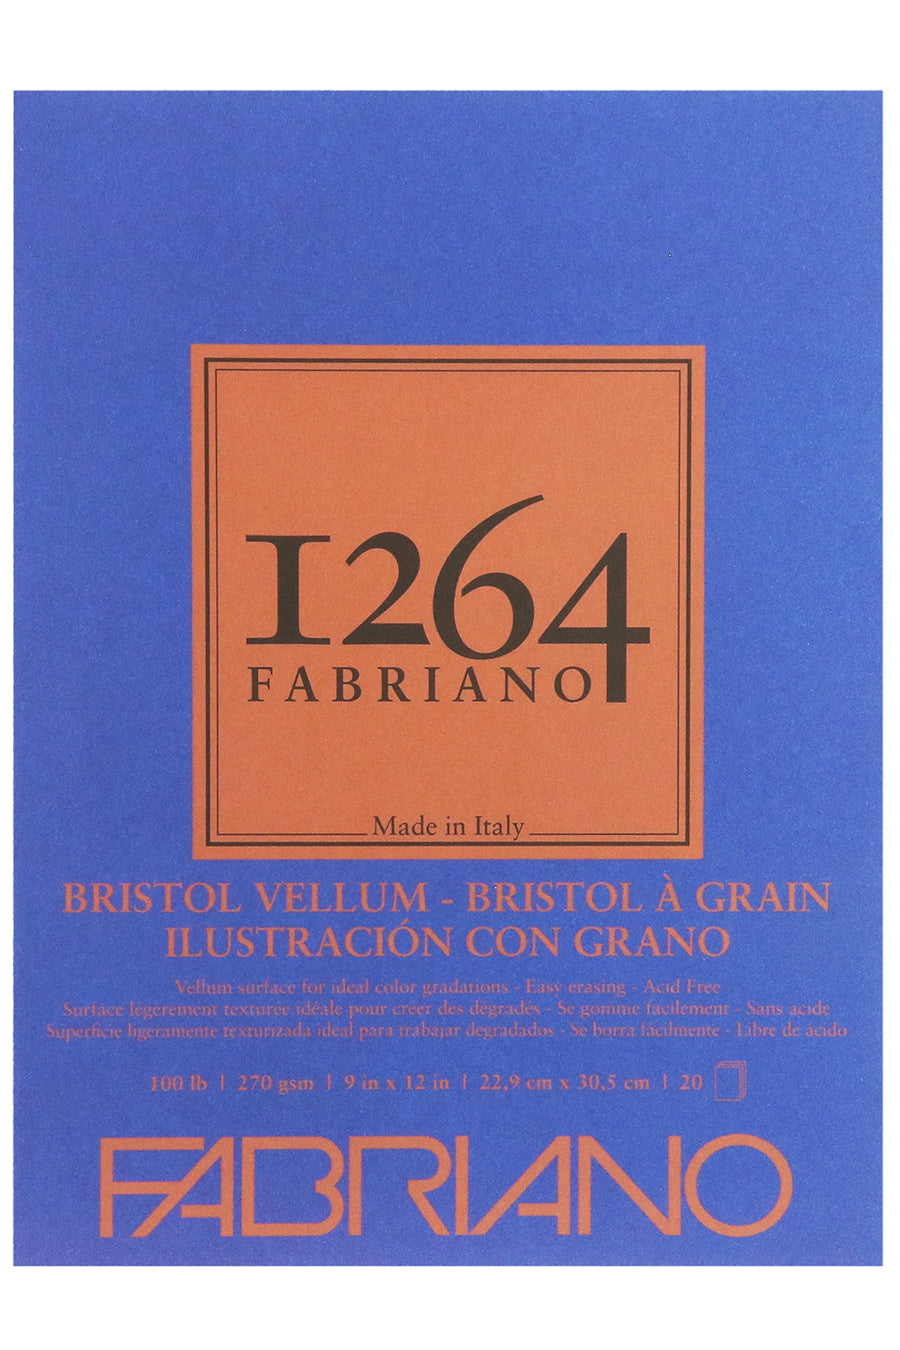 1264
FABRIANO
Made in Italy
BRISTOL VELLUM - BRISTOL À GRAIN
ILUSTRACIÓN CON GRANO
Vellum surface for ideal color gradations - Easy erasing - Acid Free
Surface légèrement texturée idéale pour créer des dégradés - Se gomme facilement - Sans acide
Superficie ligeramente texturizada ideal para trabajar degradados - Se borra fácilmente - Libre de ácido
100 lb | 270 gsm | 9 in x 12 in | 22,9 cm x 30,5 cm | 20
FABRIANO